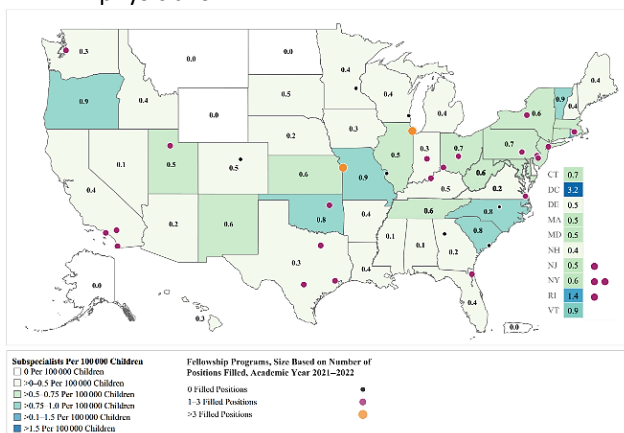 0.3
0.0
0.0
0.4
0.4
0.4
0.4
0.9
0.4
0.6
0.9
0.4
0.0
0.5
0.2
0.3
0.5
0.3
0.7
0.7
0.4
0.1
0.5
0.5
0.6
0.9
0.5
0.6
0.2
0.2
0.6
0.8
0.4
0.6
0.8
0.8
0.1
0.1
0.2
0.3
0.4
0.4
0.0
0.3
0.0
CT 0.7
DC 3.2
DE 0.5
MA 0.5
MD 0.5
NH 0.4
NJ 0.5
NY 0.6
RI 1.4
VT 0.9
Subspecialists Per 100 000 Children
0 Per 100 000 Children
>0–0.5 Per 100 000 Children
>0.5–0.75 Per 100 000 Children
>0.75–1.0 Per 100 000 Children
>0.1–1.5 Per 100 000 Children
>1.5 Per 100 000 Children
Fellowship Programs, Size Based on Number of
Positions Filled, Academic Year 2021–2022
0 Filled Positions
1–3 Filled Positions
>3 Filled Positions